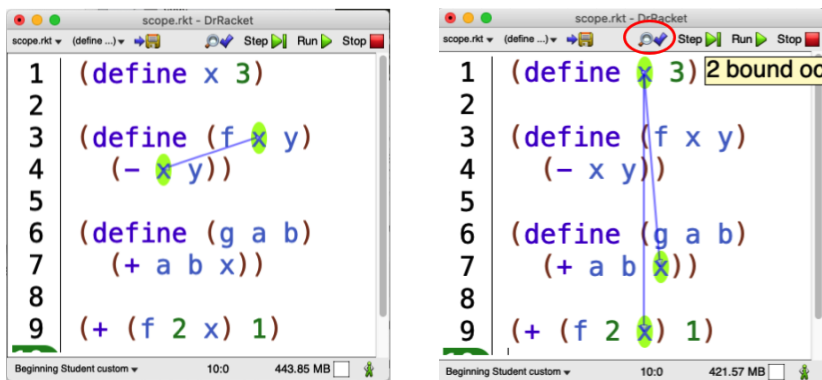 scope.rkt - DrRacket
scope.rkt (define ...) Step Run Stop
1 (define x 3)
2
3 (define (f x y)
4 (- x y))
5
6 (define (g a b)
7 (+ a b x))
8
9 (+ (f 2 x) 1)
Beginning Student custom 10:0 443.85 MB
scope.rkt - DrRacket
scope.rkt (define ...) Step Run Stop
1 (define x 3) 2 bound oc
2
3 (define (f x y)
4 (- x y))
5
6 (define (g a b)
7 (+ a b x))
8
9 (+ (f 2 x) 1)
Beginning Student custom 10:0 421.57 MB